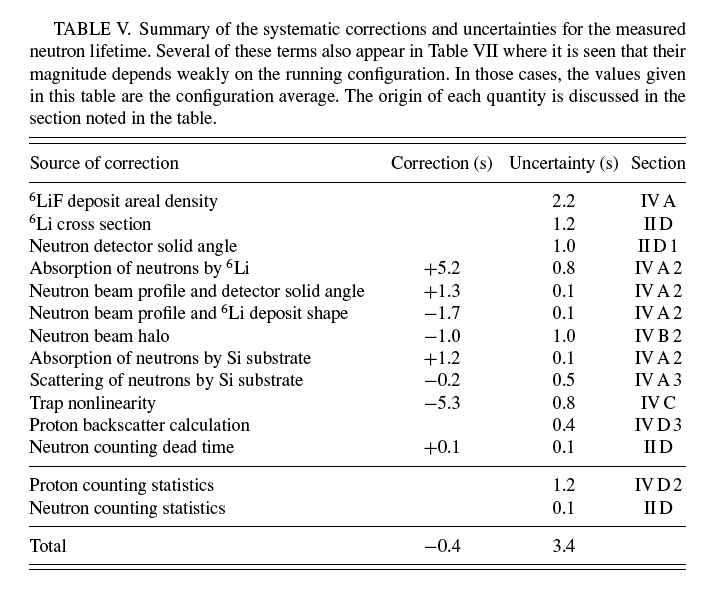 TABLE V. Summary of the systematic corrections and uncertainties for the measured
neutron lifetime. Several of these terms also appear in Table VII where it is seen that their
magnitude depends weakly on the running configuration. In those cases, the values given
in this table are the configuration average. The origin of each quantity is discussed in the
section noted in the table.
Source of correction Correction (s) Uncertainty (s) Section
⁶LiF deposit areal density 2.2 IV A
⁶Li cross section 1.2 II D
Neutron detector solid angle 1.0 II D 1
Absorption of neutrons by ⁶Li +5.2 0.8 IV A 2
Neutron beam profile and detector solid angle +1.3 0.1 IV A 2
Neutron beam profile and ⁶Li deposit shape −1.7 0.1 IV A 2
Neutron beam halo −1.0 1.0 IV B 2
Absorption of neutrons by Si substrate +1.2 0.1 IV A 2
Scattering of neutrons by Si substrate −0.2 0.5 IV A 3
Trap nonlinearity −5.3 0.8 IV C
Proton backscatter calculation 0.4 IV D 3
Neutron counting dead time +0.1 0.1 II D
Proton counting statistics 1.2 IV D 2
Neutron counting statistics 0.1 II D
Total −0.4 3.4